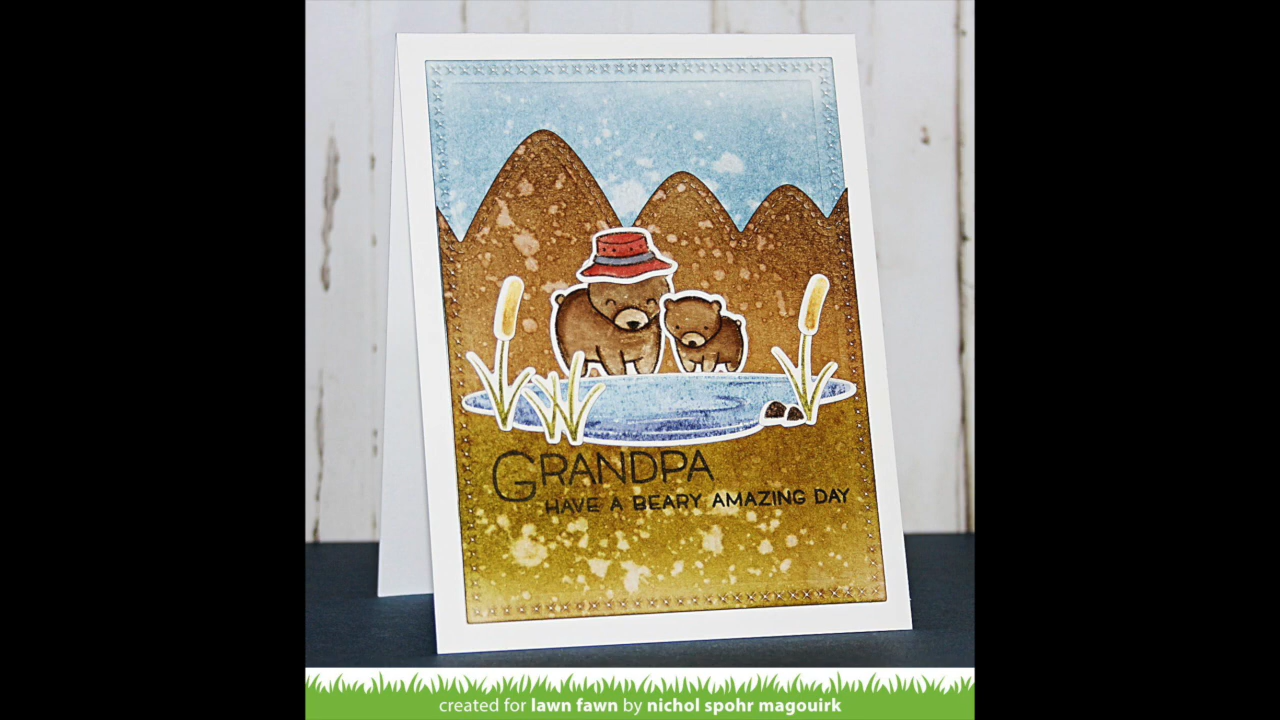 GRANDPA
HAVE A BEARY AMAZING DAY
created for lawn fawn by nichol spohr magouirk